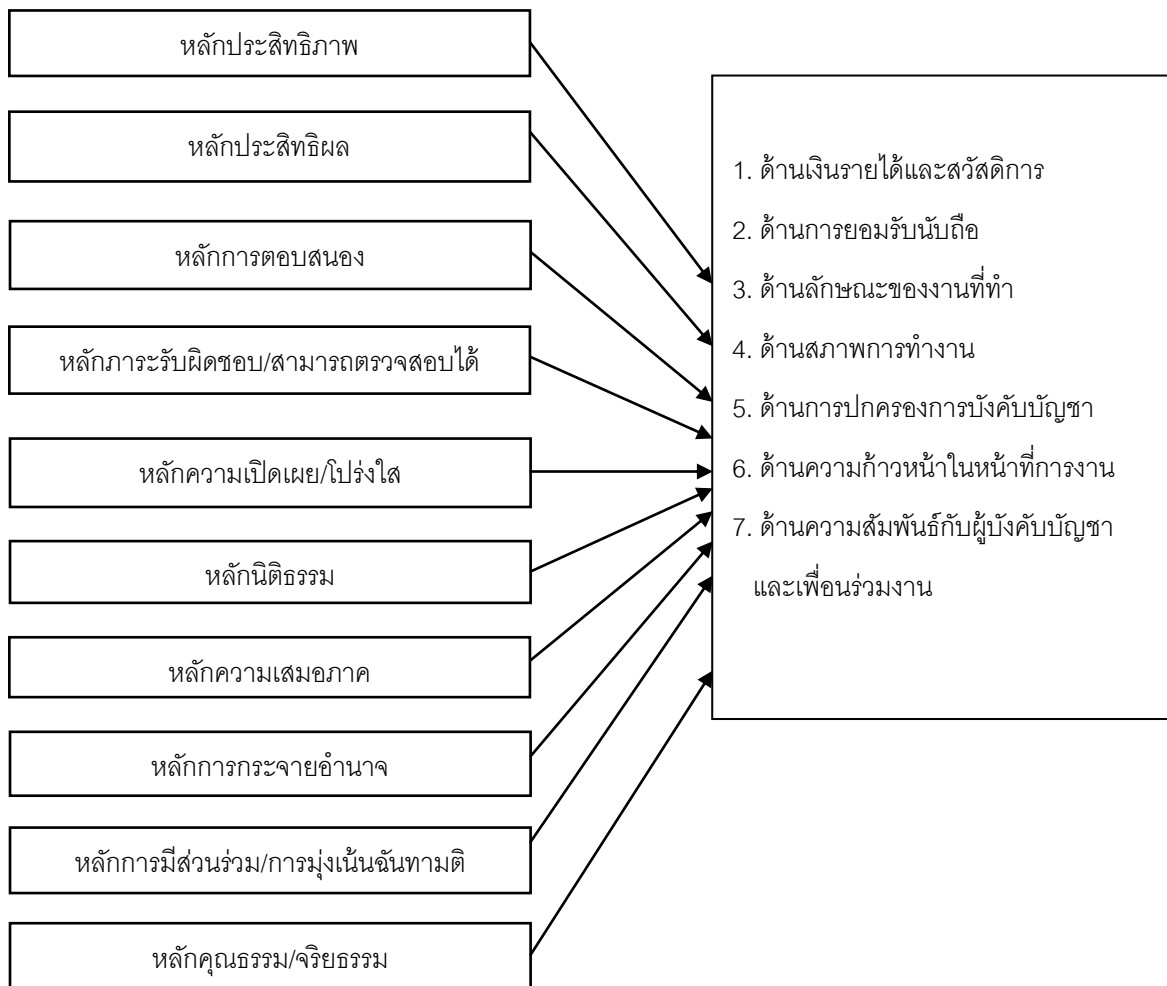 หลักประสิทธิภาพ
หลักประสิทธิผล
หลักการตอบสนอง
หลักภาระรับผิดชอบ/สามารถตรวจสอบได้
หลักความเปิดเผย/โปร่งใส
หลักนิติธรรม
หลักความเสมอภาค
หลักการกระจายอำนาจ
หลักการมีส่วนร่วม/การมุ่งเน้นฉันทามติ
หลักคุณธรรม/จริยธรรม
1. ด้านเงินรายได้และสวัสดิการ
2. ด้านการยอมรับนับถือ
3. ด้านลักษณะของงานที่ทำ
4. ด้านสภาพการทำงาน
5. ด้านการปกครองการบังคับบัญชา
6. ด้านความก้าวหน้าในหน้าที่การงาน
7. ด้านความสัมพันธ์กับผู้บังคับบัญชา
และเพื่อนร่วมงาน